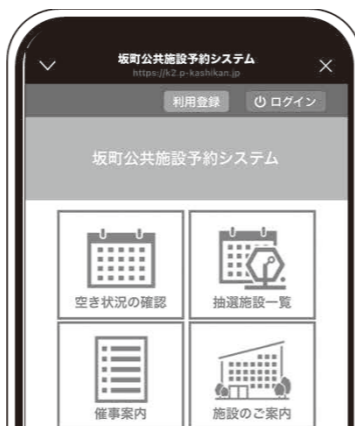 坂町公共施設予約システム
https://k2.p-kashikan.jp
利用登録
ログイン
坂町公共施設予約システム
空き状況の確認
抽選施設一覧
催事案内
施設のご案内